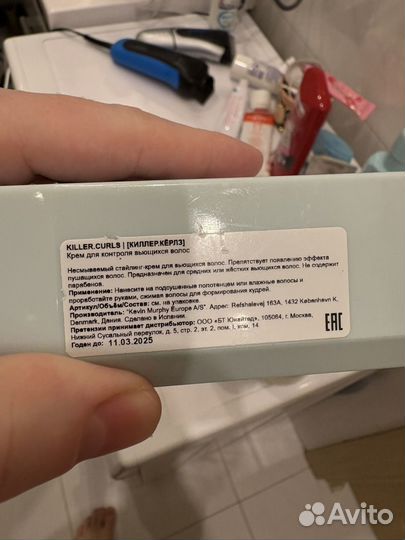 KILLER.CURLS | [КИЛЛЕР.КЁРЛЗ]
Крем для контроля вьющихся волос
Несмываемый стайлинг-крем для вьющихся волос. Препятствует появлению эффекта
пушащихся волос. Предназначен для средних или жёстких вьющихся волос. Не содержит
парабенов.
Применение: Нанесите на подрушенные полотенцем или влажные волосы и
проработайте руками, сжимая волосы для формирования кудрей.
Артикул/Объём/Состав: см. на упаковке.
Производитель: "Kevin Murphy Europe A/S". Адрес: Refshalevej 163A, 1432 København K,
Denmark, Дания. Сделано в Испании.
Претензии принимает дистрибьютор: ООО «БТ Юнайтед», 105064, г. Москва,
Нижний Сусальный переулок, д. 5, стр. 2, эт. 2, пом. I, ком. 14
Годен до: 11.03.2025
EAC
Avito